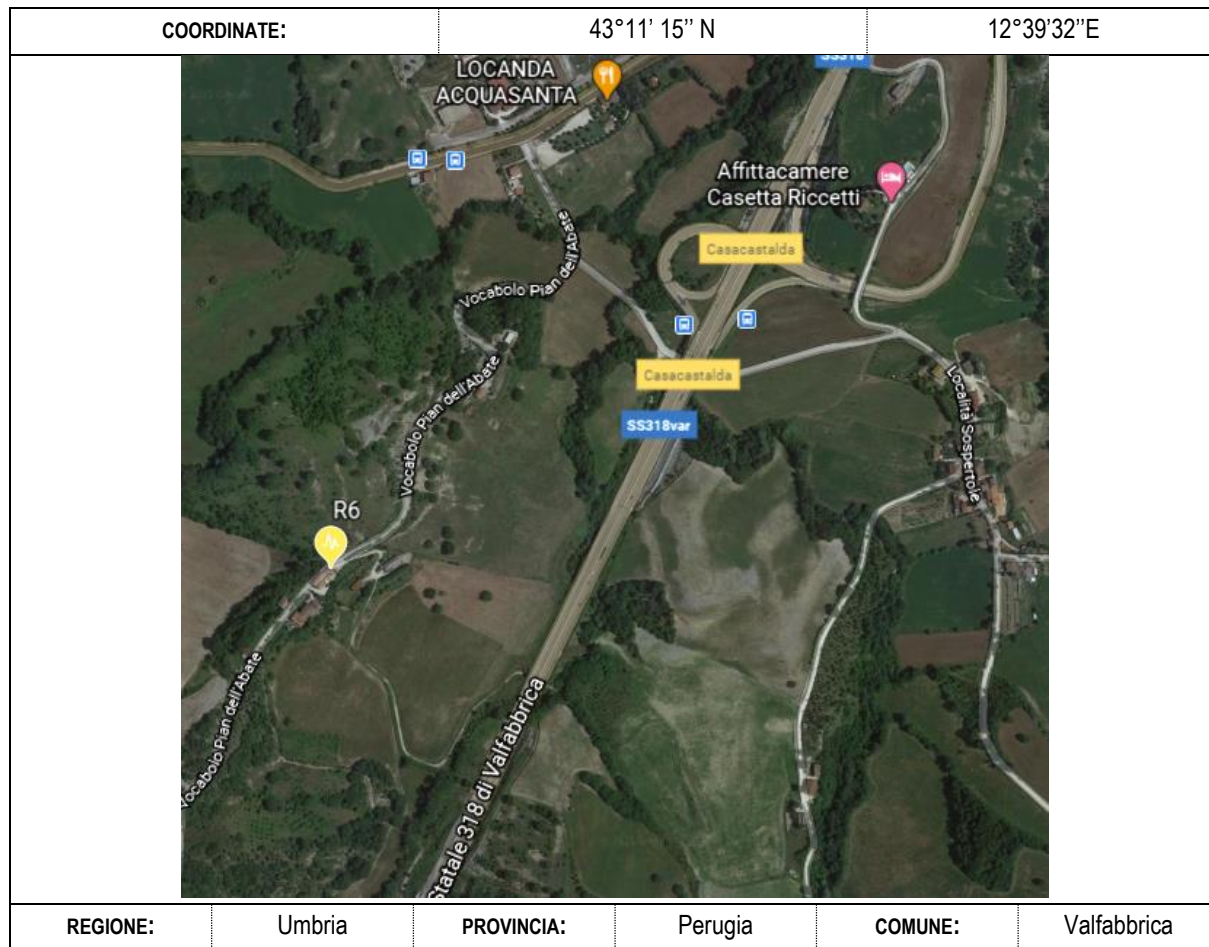 COORDINATE: 43°11' 15'' N 12°39'32''E
SS318
LOCANDA
ACQUASANTA
Affittacamere
Casetta Riccetti
Casacastalda
Vocabolo Pian dell'Abate
Casacastalda
Vocabolo Pian dell'Abate
SS318var
Località Sospertole
R6
Vocabolo Pian dell'Abate
Statale 318 di Valfabbrica
REGIONE: Umbria PROVINCIA: Perugia COMUNE: Valfabbrica